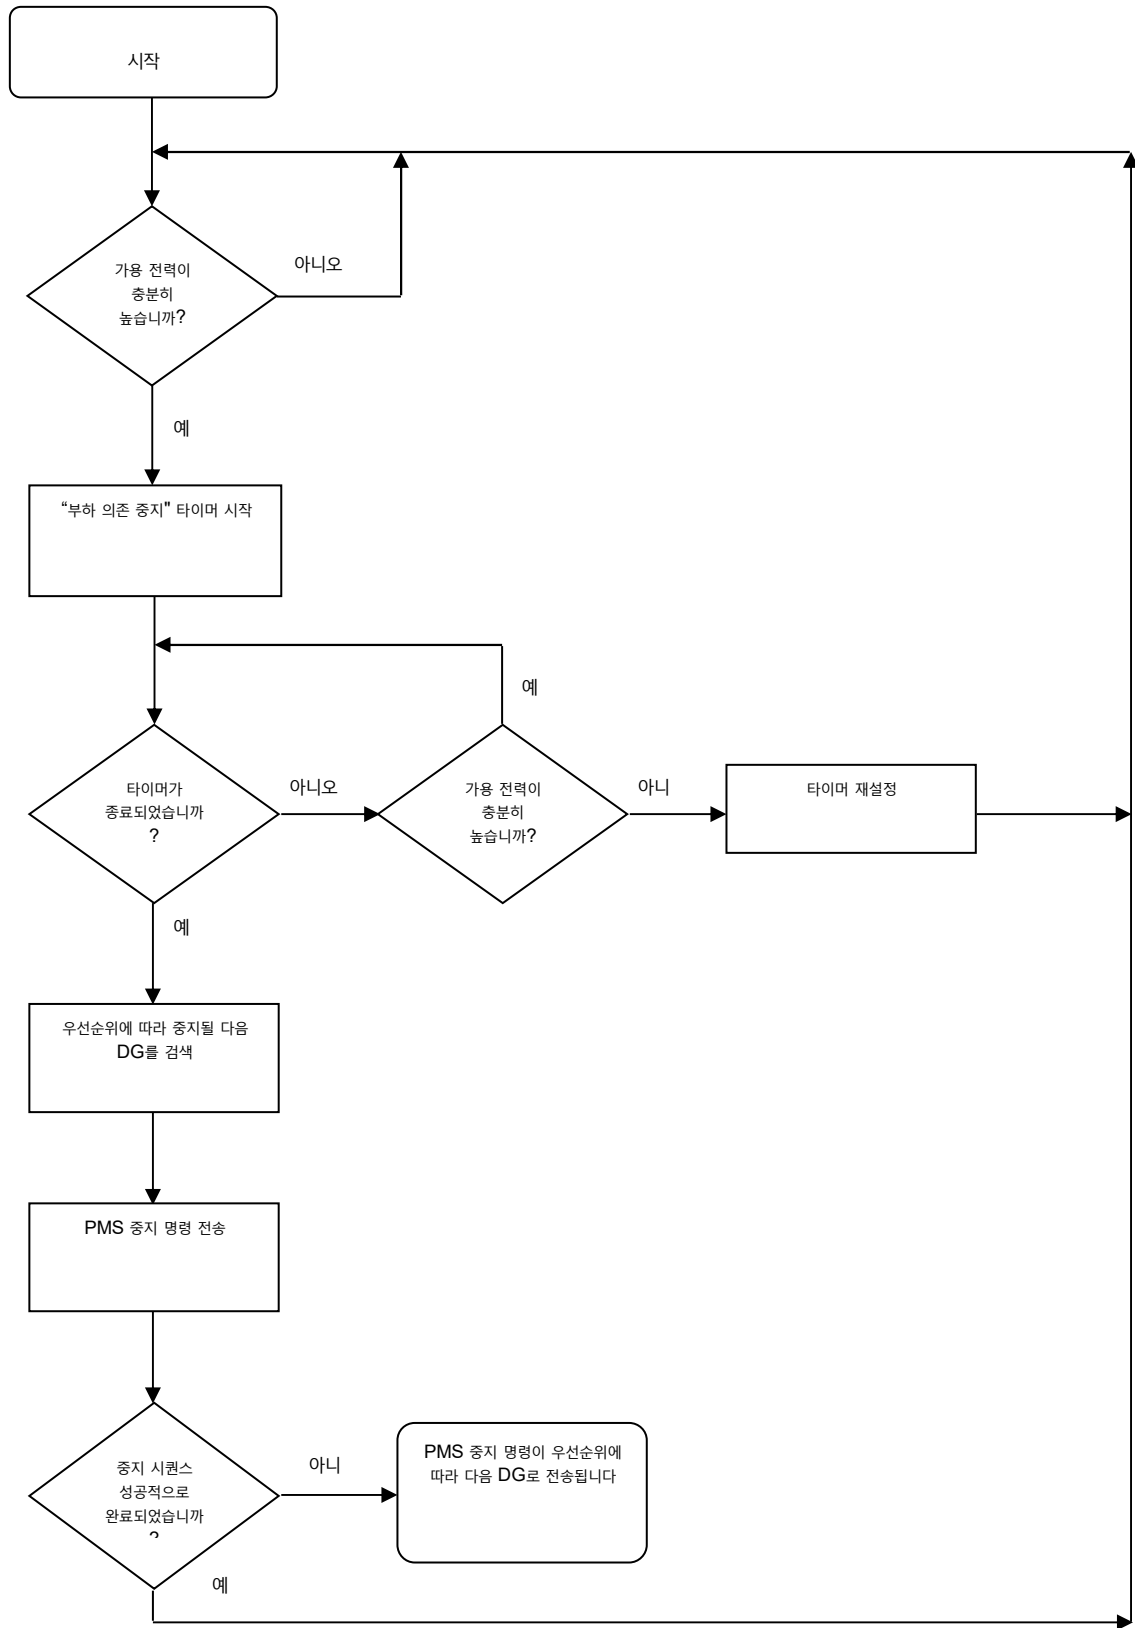 시작
가용 전력이
충분히
높습니까?
아니오
예
“부하 의존 중지" 타이머 시작
예
타이머가
종료되었습니까
?
아니오
가용 전력이
충분히
높습니까?
아니
타이머 재설정
예
우선순위에 따라 중지될 다음
DG를 검색
PMS 중지 명령 전송
중지 시퀀스
성공적으로
완료되었습니까
?
아니
PMS 중지 명령이 우선순위에
따라 다음 DG로 전송됩니다
예